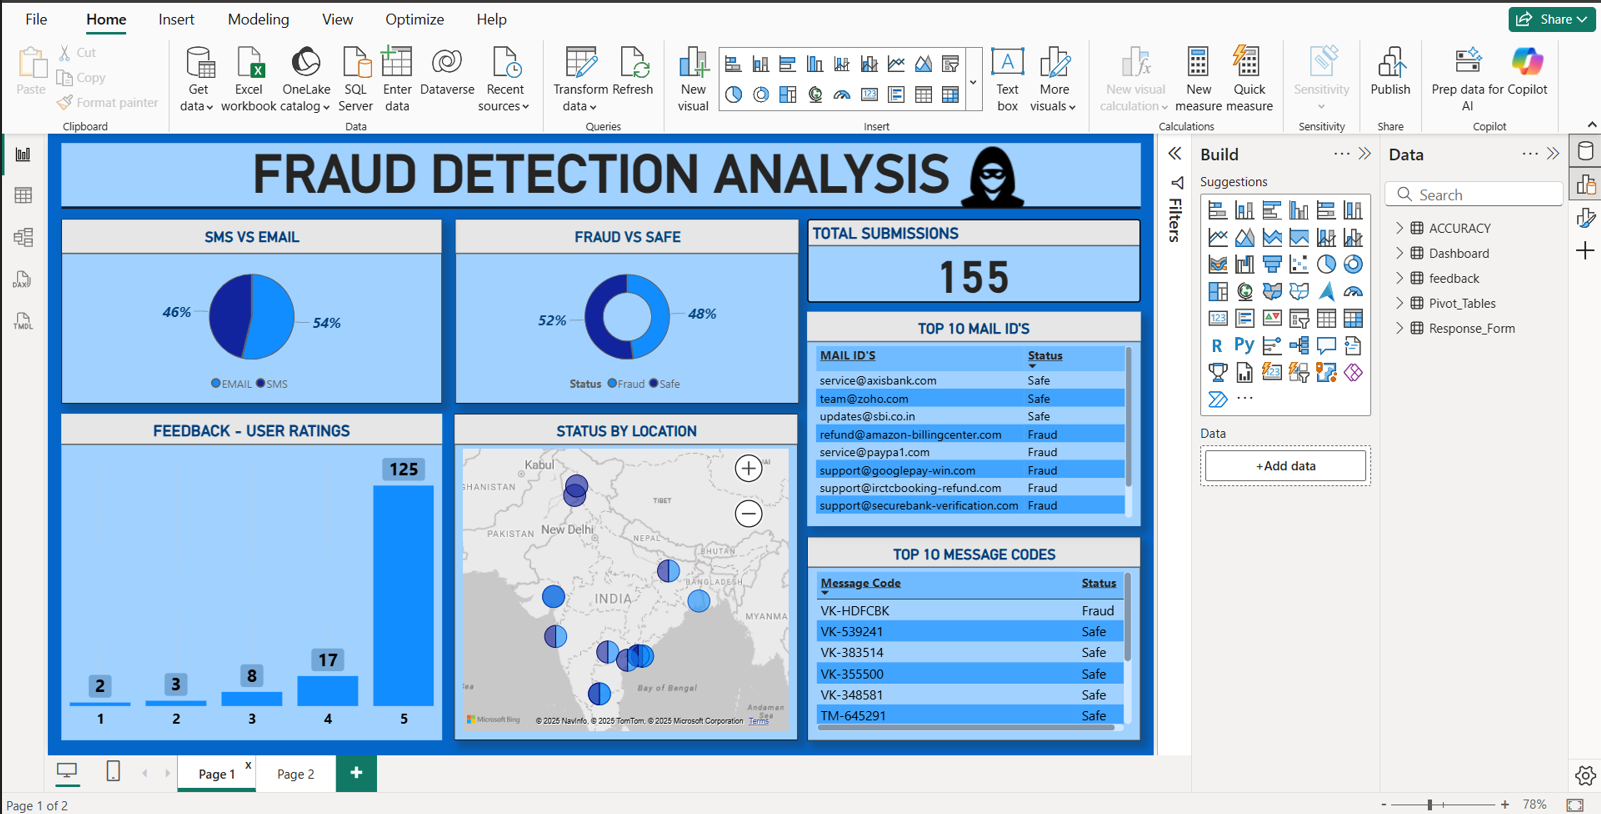 File Home Insert Modeling View Optimize Help Share
Paste
Cut
Copy
Format painter
Clipboard
Get data
Excel workbook
OneLake catalog
SQL Server
Enter data
Dataverse
Recent sources
Data
Transform data
Refresh
Queries
New visual
Insert
Text box
More visuals
New visual calculation
New measure
Quick measure
Calculations
Sensitivity
Sensitivity
Publish
Share
Prep data for AI
Copilot
Copilot
DAX
TMDL
FRAUD DETECTION ANALYSIS
SMS VS EMAIL
46%
54%
EMAIL SMS
FRAUD VS SAFE
52%
48%
Status Fraud Safe
TOTAL SUBMISSIONS
155
TOP 10 MAIL ID'S
MAIL ID'S Status
service@axisbank.com Safe
team@zoho.com Safe
updates@sbi.co.in Safe
refund@amazon-billingcenter.com Fraud
service@paypa1.com Fraud
support@googlepay-win.com Fraud
support@irctcbooking-refund.com Fraud
support@securebank-verification.com Fraud
FEEDBACK - USER RATINGS
2 3 8 17 125
1 2 3 4 5
STATUS BY LOCATION
Kabul
GHANISTAN
TIBET
PAKISTAN
New Delhi
NEPAL
BHUTAN
BANGLADESH
INDIA
MYANMA
Bay of Bengal
Andaman Sea
Microsoft Bing
© 2025 NavInfo, © 2025 TomTom, © 2025 Microsoft Corporation Terms
TOP 10 MESSAGE CODES
Message Code Status
VK-HDFCBK Fraud
VK-539241 Safe
VK-383514 Safe
VK-355500 Safe
VK-348581 Safe
TM-645291 Safe
Filters
Build
Suggestions
R Py
123
Data
+Add data
Data
Search
ACCURACY
Dashboard
feedback
Pivot_Tables
Response_Form
Page 1 x
Page 2
+
Page 1 of 2
- + 78%